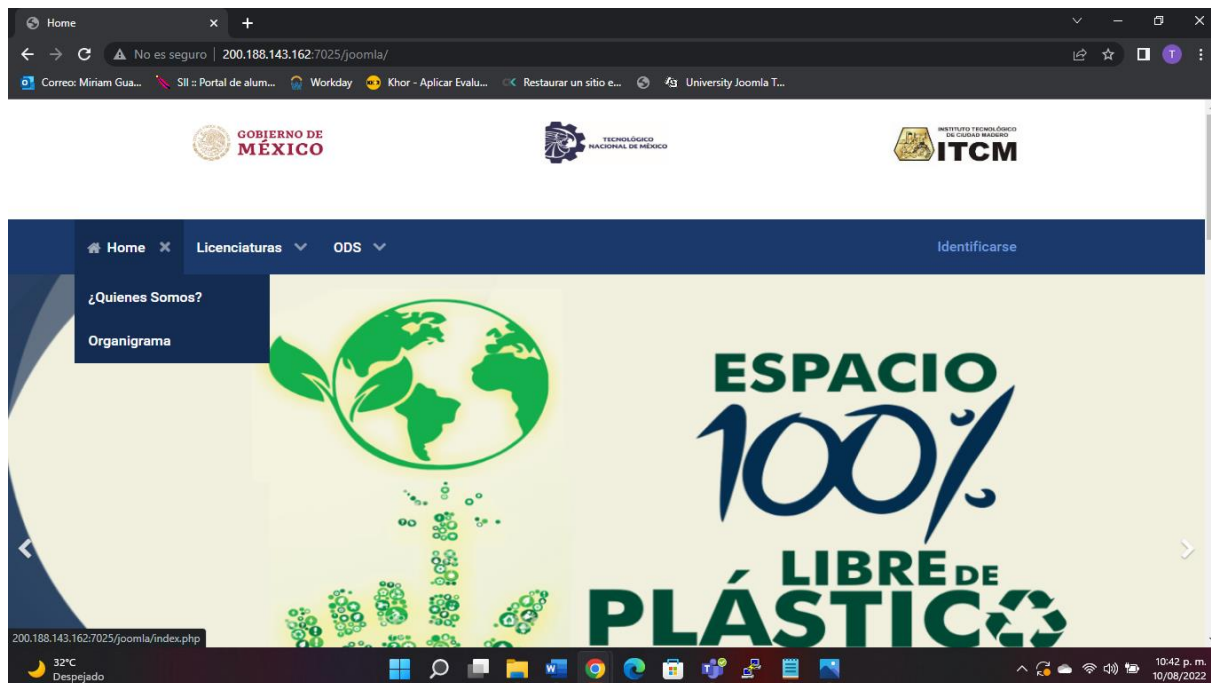 Home
No es seguro | 200.188.143.162:7025/joomla/
Correo: Miriam Gua...
SII :: Portal de alum...
Workday
Khor - Aplicar Evalu...
Restaurar un sitio e...
University Joomla T...
T
GOBIERNO DE
MÉXICO
TECNOLÓGICO
NACIONAL DE MÉXICO
INSTITUTO TECNOLÓGICO
DE CIUDAD MADERO
ITCM
Home
Licenciaturas
ODS
Identificarse
¿Quienes Somos?
Organigrama
ESPACIO
100%
LIBRE DE
PLÁSTICO
200.188.143.162:7025/joomla/index.php
32°C
Despejado
10:42 p. m.
10/08/2022